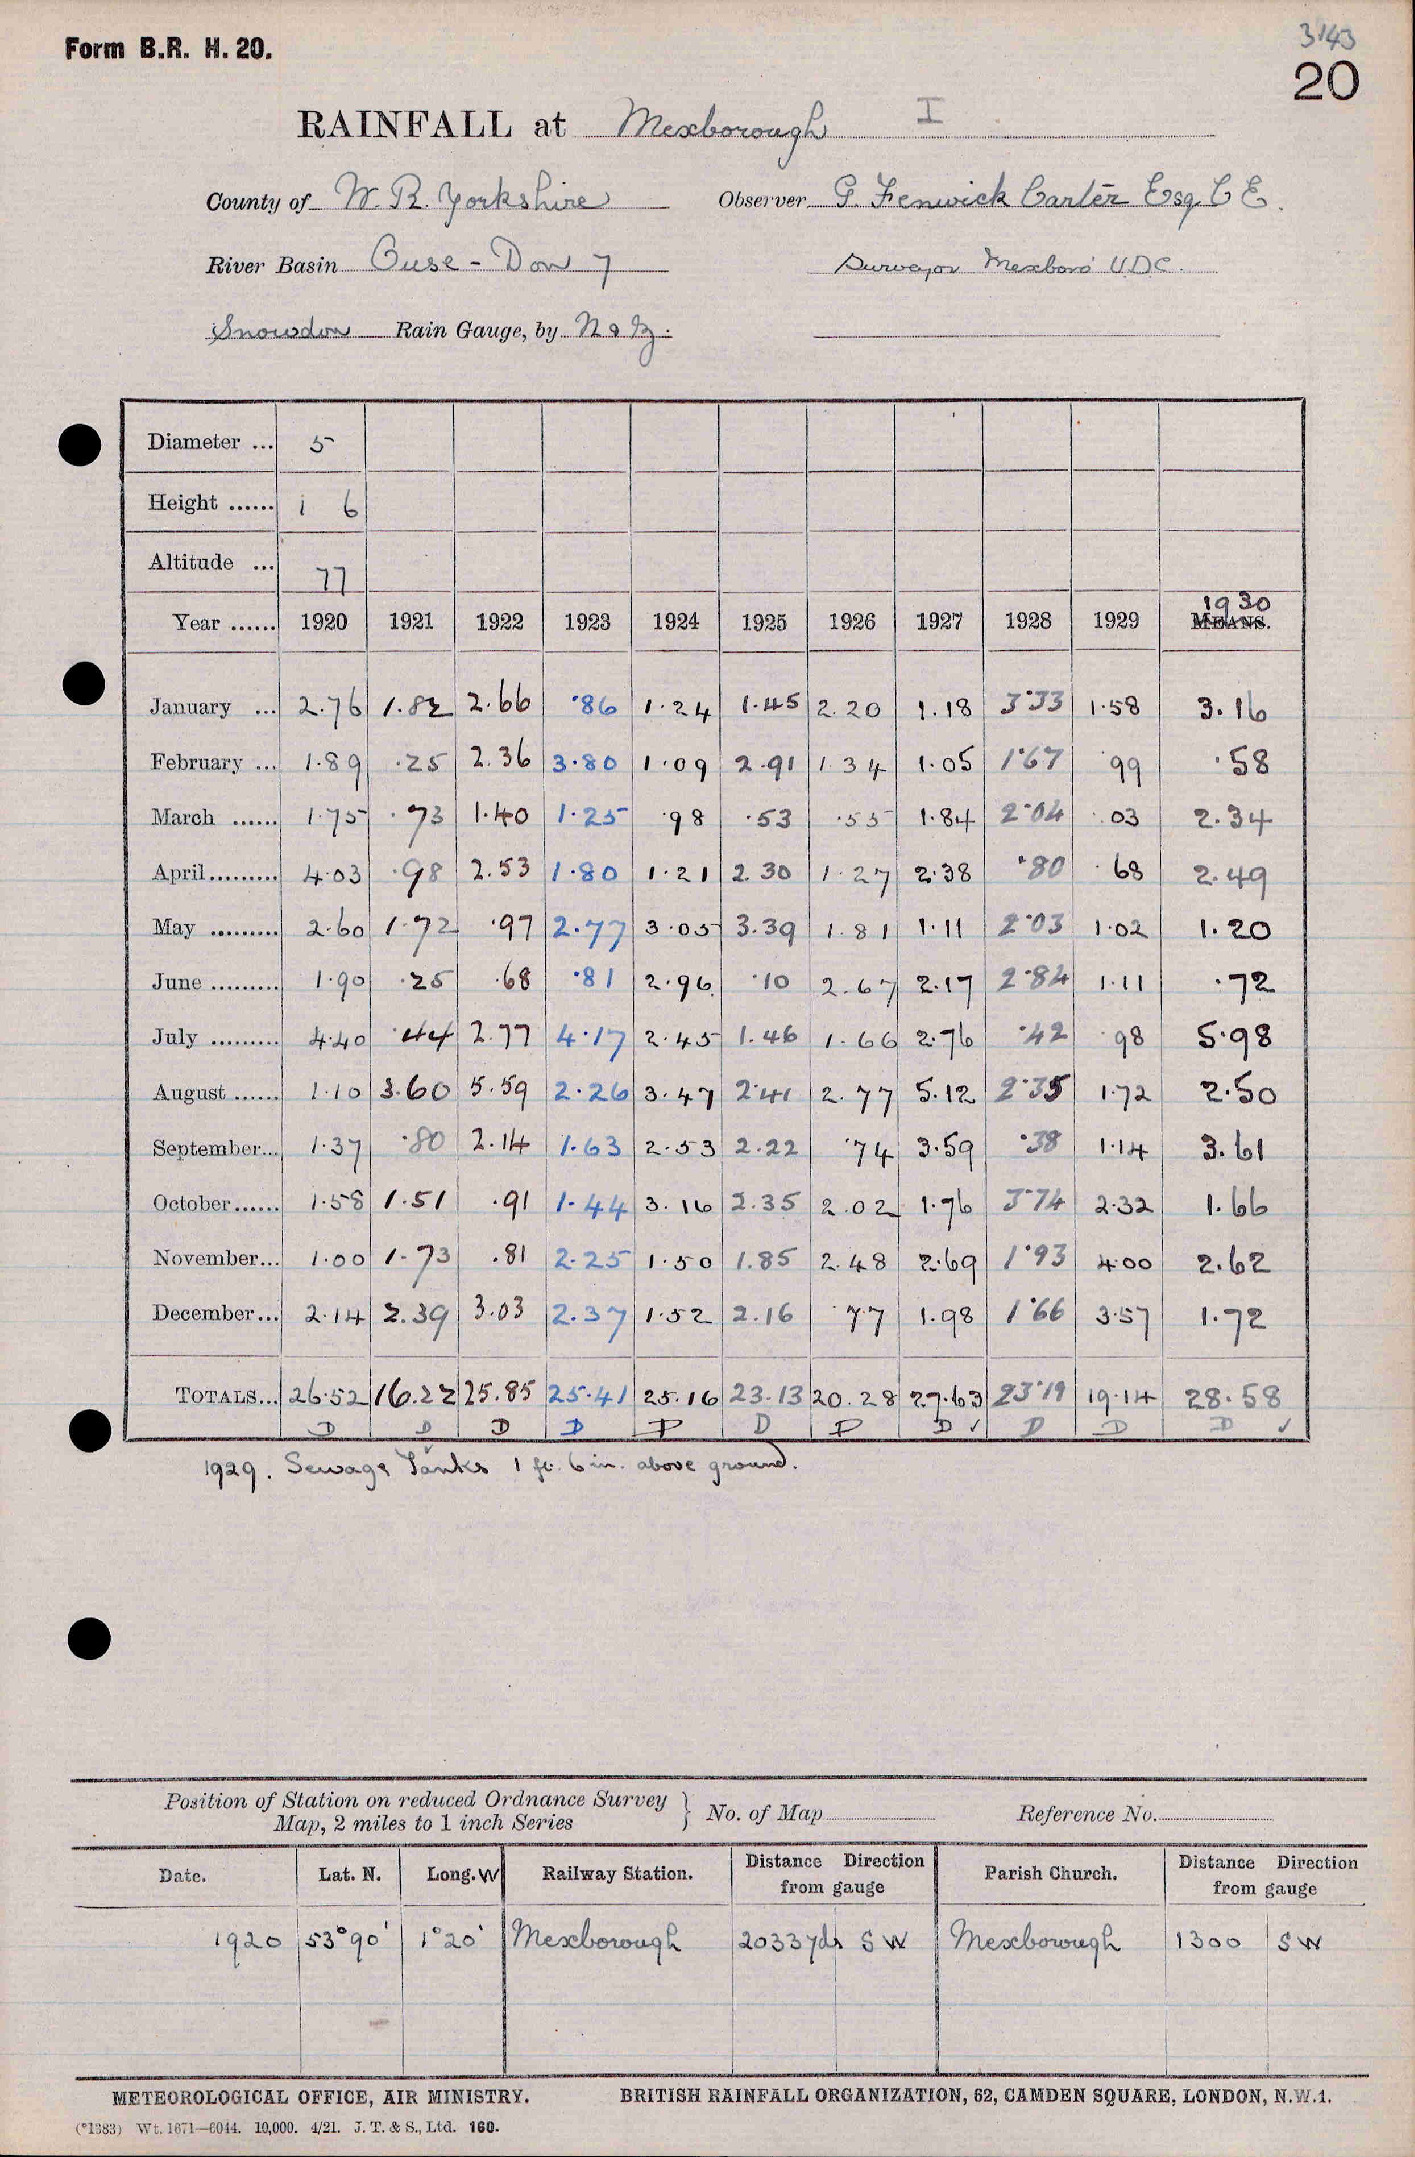 Form B.R. H. 20.
3143
20
RAINFALL at Mexborough I
County of W. R. Yorkshire Observer G. Fenwick Carter Esq C E.
River Basin Ouse - Don 7 Surveyor Mexboro' U.D.C.
Snowdon Rain Gauge, by N & Z.
Diameter ... 5
Height ...... 1 6
Altitude ... 77
1930
Year ...... 1920 1921 1922 1923 1924 1925 1926 1927 1928 1929 MEANS.
January ... 2.76 1.82 2.66 .86 1.24 1.45 2.20 1.18 3.33 1.58 3.16
February ... 1.89 .25 2.36 3.80 1.09 2.91 1.34 1.05 1.67 .99 .58
March ...... 1.75 .73 1.40 1.25 .98 .53 .55 1.84 2.04 .03 2.34
April......... 4.03 .98 2.53 1.80 1.21 2.30 1.27 2.38 .80 .68 2.49
May ......... 2.60 1.72 .97 2.77 3.05 3.39 1.81 1.11 2.03 1.02 1.20
June ......... 1.90 .25 .68 .81 2.96 .10 2.67 2.17 2.84 1.11 .72
July ......... 4.40 .44 2.77 4.17 2.45 1.46 1.66 2.76 .42 .98 5.98
August ...... 1.10 3.60 5.59 2.26 3.47 2.41 2.77 5.12 2.35 1.72 2.50
September... 1.37 .80 2.14 1.63 2.53 2.22 .74 3.59 .38 1.14 3.61
October...... 1.58 1.51 .91 1.44 3.16 2.35 2.02 1.76 3.74 2.32 1.66
November... 1.00 1.73 .81 2.25 1.50 1.85 2.48 2.69 1.93 4.00 2.62
December... 2.14 2.39 3.03 2.37 1.52 2.16 .77 1.98 1.66 3.57 1.72
TOTALS... 26.52 16.22 25.85 25.41 25.16 23.13 20.28 27.63 23.19 19.14 28.58
D D D D D D D D ✓ D D D ✓
1929. Sewage Tanks 1 ft. 6 in. above ground.
Position of Station on reduced Ordnance Survey Map, 2 miles to 1 inch Series } No. of Map Reference No.
Date. Lat. N. Long. W Railway Station. Distance Direction from gauge Parish Church. Distance Direction from gauge
1920 53°90' 1°20' Mexborough 2033yds SW Mexborough 1300 SW
METEOROLOGICAL OFFICE, AIR MINISTRY. BRITISH RAINFALL ORGANIZATION, 62, CAMDEN SQUARE, LONDON, N.W.1.
(*1383) Wt. 1671—6044. 10,000. 4/21. J. T. & S., Ltd. 160.